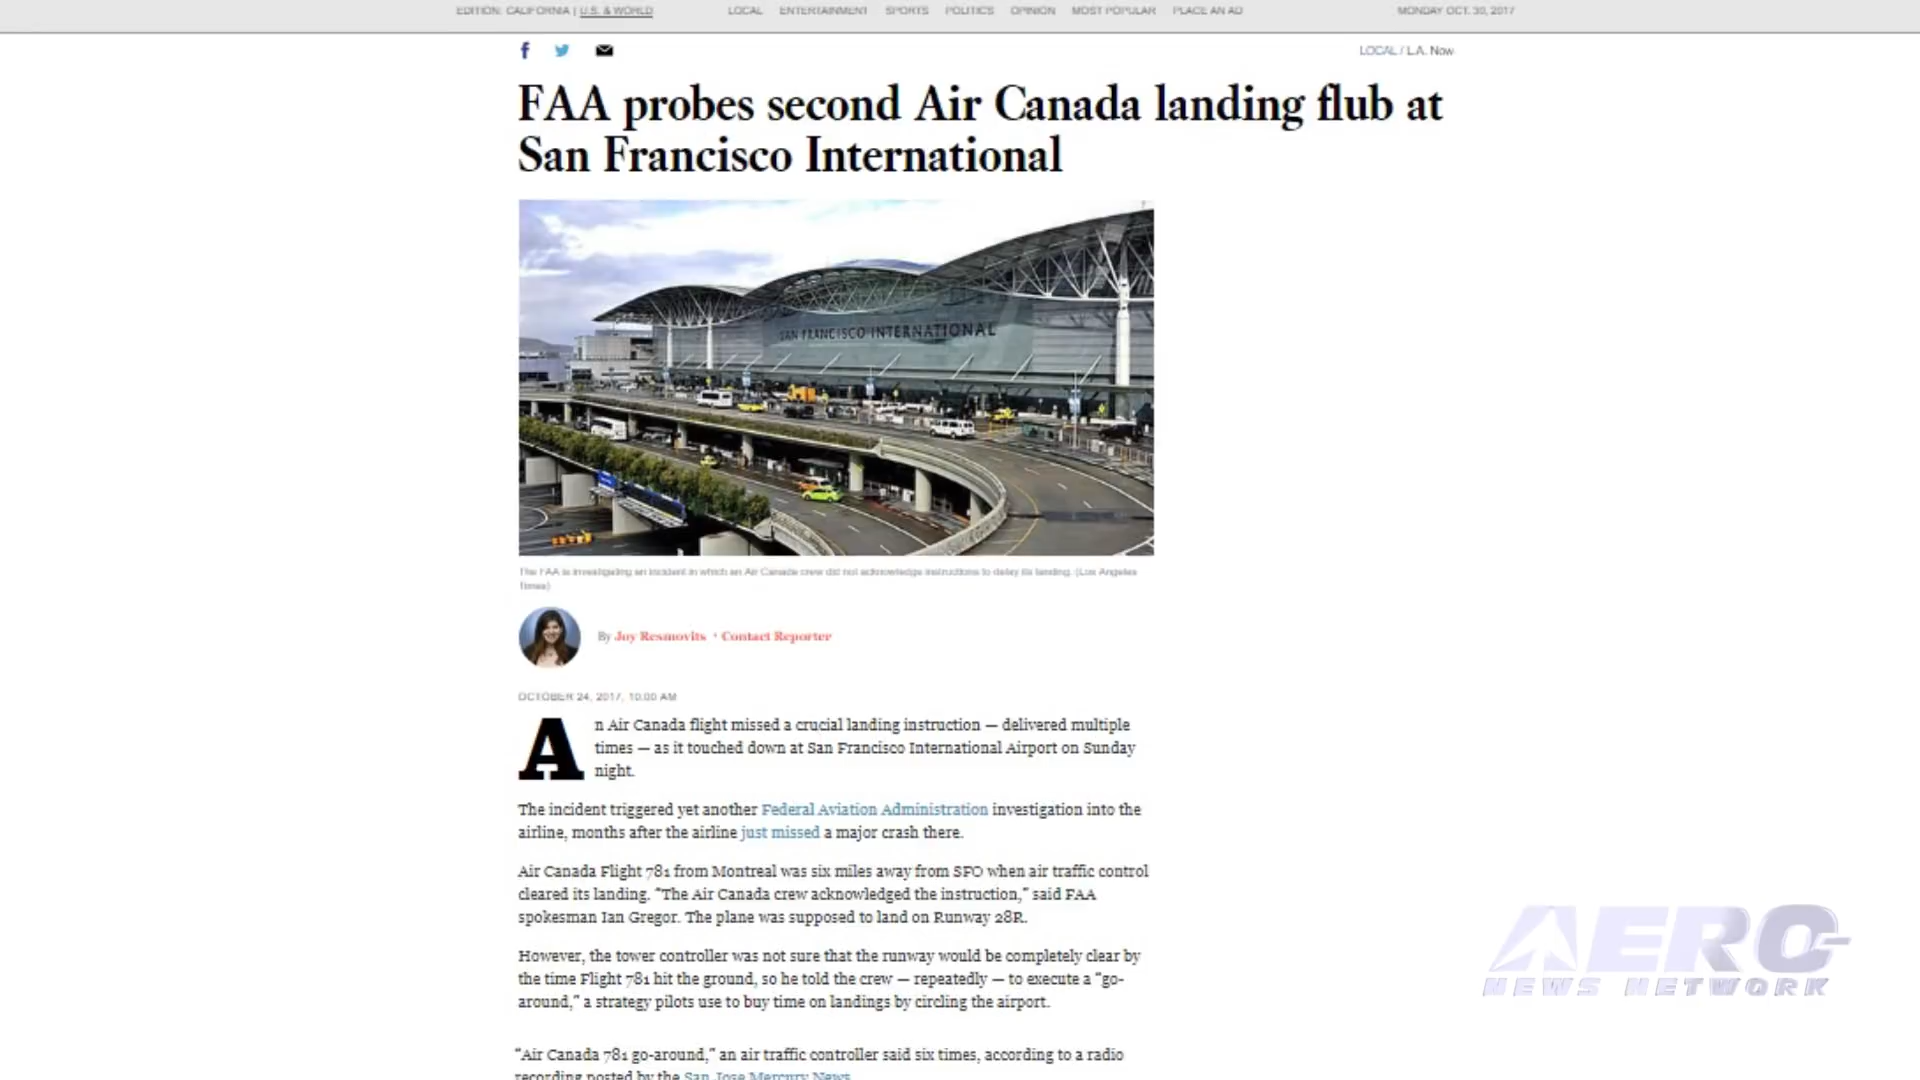 EDITION: CALIFORNIA | U.S. & WORLD
LOCAL ENTERTAINMENT SPORTS POLITICS OPINION MOST POPULAR PLACE AN AD
MONDAY OCT. 30, 2017
LOCAL / L.A. Now
FAA probes second Air Canada landing flub at
San Francisco International
SAN FRANCISCO INTERNATIONAL
The FAA is investigating an incident in which an Air Canada crew did not acknowledge instructions to delay its landing. (Los Angeles
Times)
By Joy Resmovits • Contact Reporter
OCTOBER 24, 2017, 10:00 AM
An Air Canada flight missed a crucial landing instruction — delivered multiple
times — as it touched down at San Francisco International Airport on Sunday
night.
The incident triggered yet another Federal Aviation Administration investigation into the
airline, months after the airline just missed a major crash there.
Air Canada Flight 781 from Montreal was six miles away from SFO when air traffic control
cleared its landing. “The Air Canada crew acknowledged the instruction,” said FAA
spokesman Ian Gregor. The plane was supposed to land on Runway 28R.
However, the tower controller was not sure that the runway would be completely clear by
the time Flight 781 hit the ground, so he told the crew — repeatedly — to execute a “go-
around,” a strategy pilots use to buy time on landings by circling the airport.
“Air Canada 781 go-around,” an air traffic controller said six times, according to a radio
recording posted by the San Jose Mercury News.
AERO-
NEWS NETWORK